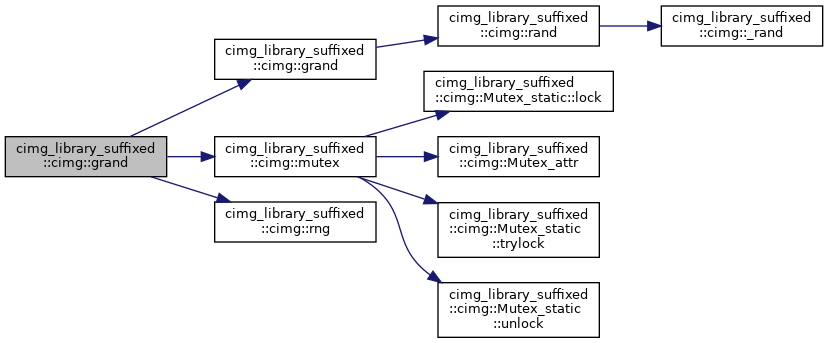 cimg_library_suffixed
::cimg::grand
cimg_library_suffixed
::cimg::grand
cimg_library_suffixed
::cimg::rand
cimg_library_suffixed
::cimg::_rand
cimg_library_suffixed
::cimg::mutex
cimg_library_suffixed
::cimg::Mutex_static::lock
cimg_library_suffixed
::cimg::Mutex_attr
cimg_library_suffixed
::cimg::Mutex_static
::trylock
cimg_library_suffixed
::cimg::Mutex_static
::unlock
cimg_library_suffixed
::cimg::rng